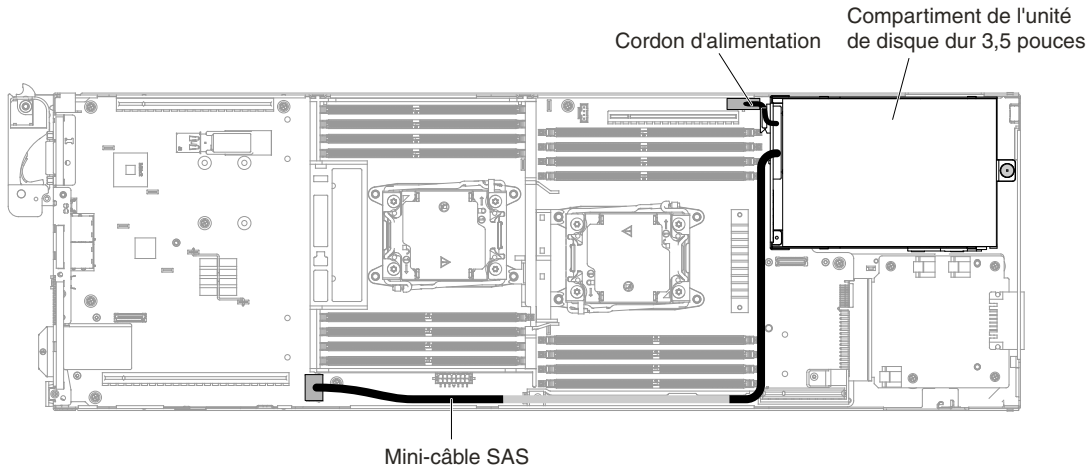 Compartiment de l'unité
de disque dur 3,5 pouces
Cordon d'alimentation
Mini-câble SAS